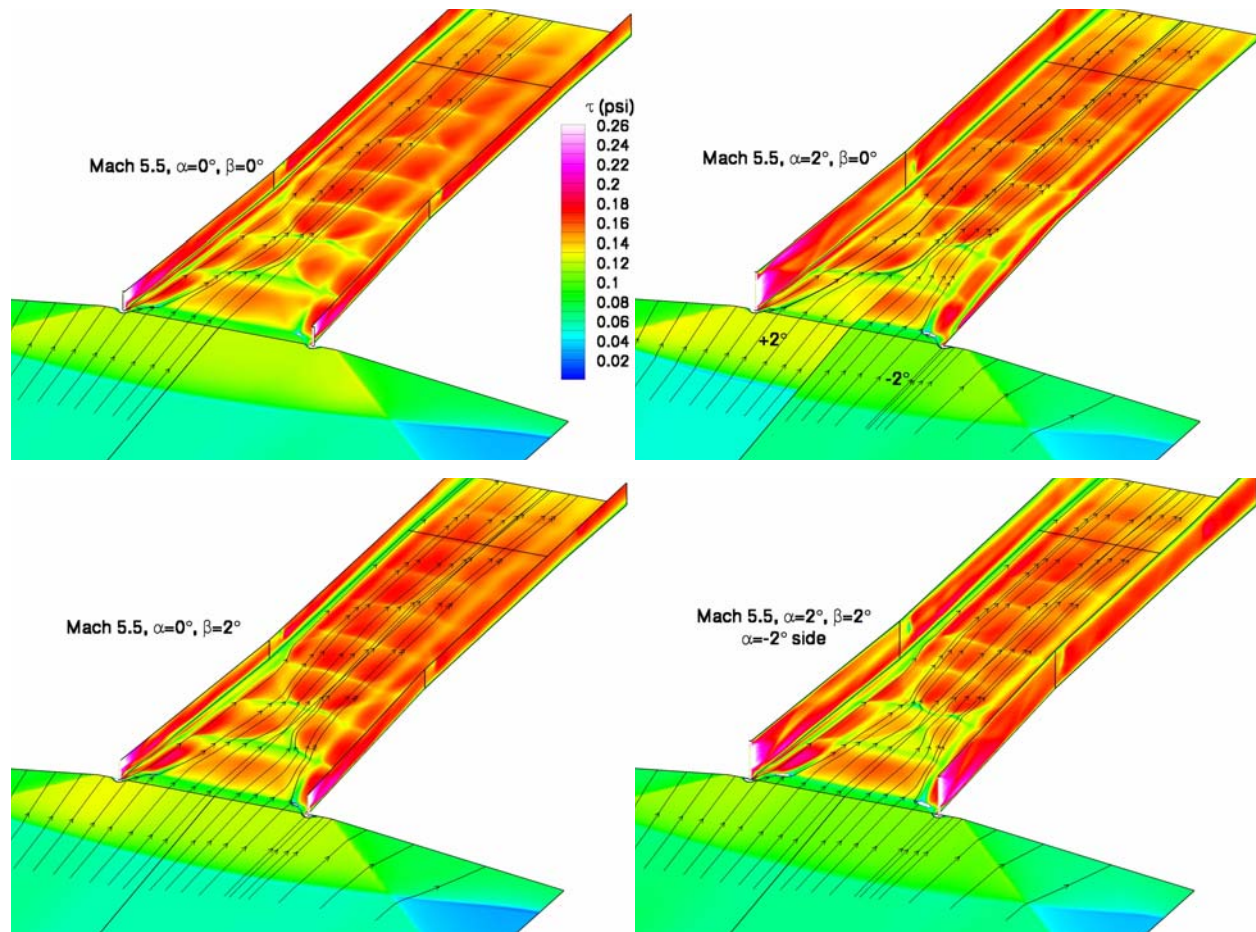 τ (psi)
0.26
0.24
0.22
0.2
0.18
0.16
0.14
0.12
0.1
0.08
0.06
0.04
0.02
Mach 5.5, α=0°, β=0°
Mach 5.5, α=2°, β=0°
+2°
-2°
Mach 5.5, α=0°, β=2°
Mach 5.5, α=2°, β=2°
α=-2° side